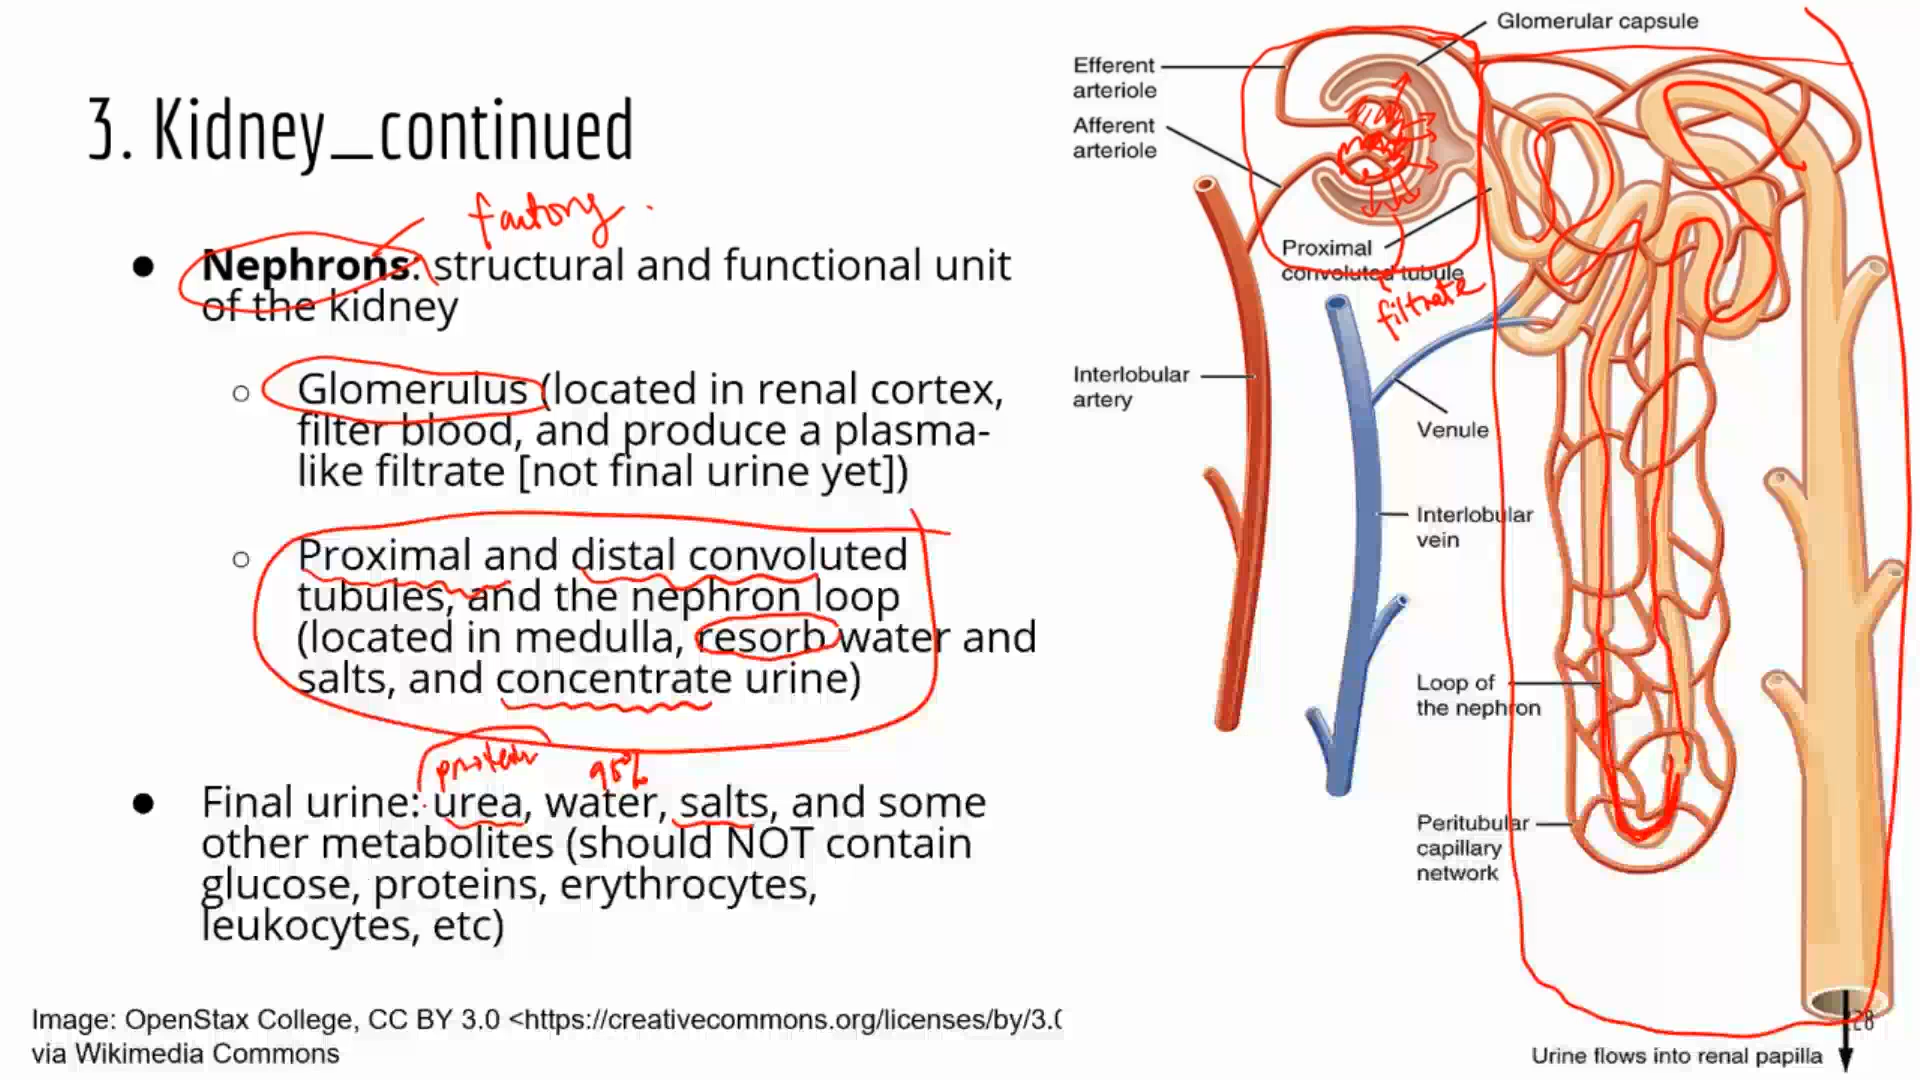 3. Kidney_continued
factory.
● Nephrons: structural and functional unit
of the kidney
○ Glomerulus (located in renal cortex,
filter blood, and produce a plasma-
like filtrate [not final urine yet])
○ Proximal and distal convoluted
tubules, and the nephron loop
(located in medulla, resorb water and
salts, and concentrate urine)
protein 95%
● Final urine: urea, water, salts, and some
other metabolites (should NOT contain
glucose, proteins, erythrocytes,
leukocytes, etc)
Image: OpenStax College, CC BY 3.0 <https://creativecommons.org/licenses/by/3.0
via Wikimedia Commons
Glomerular capsule
Efferent
arteriole
Afferent
arteriole
Proximal
convoluted tubule
filtrate
Interlobular
artery
Venule
Interlobular
vein
Loop of
the nephron
Peritubular
capillary
network
128
Urine flows into renal papilla